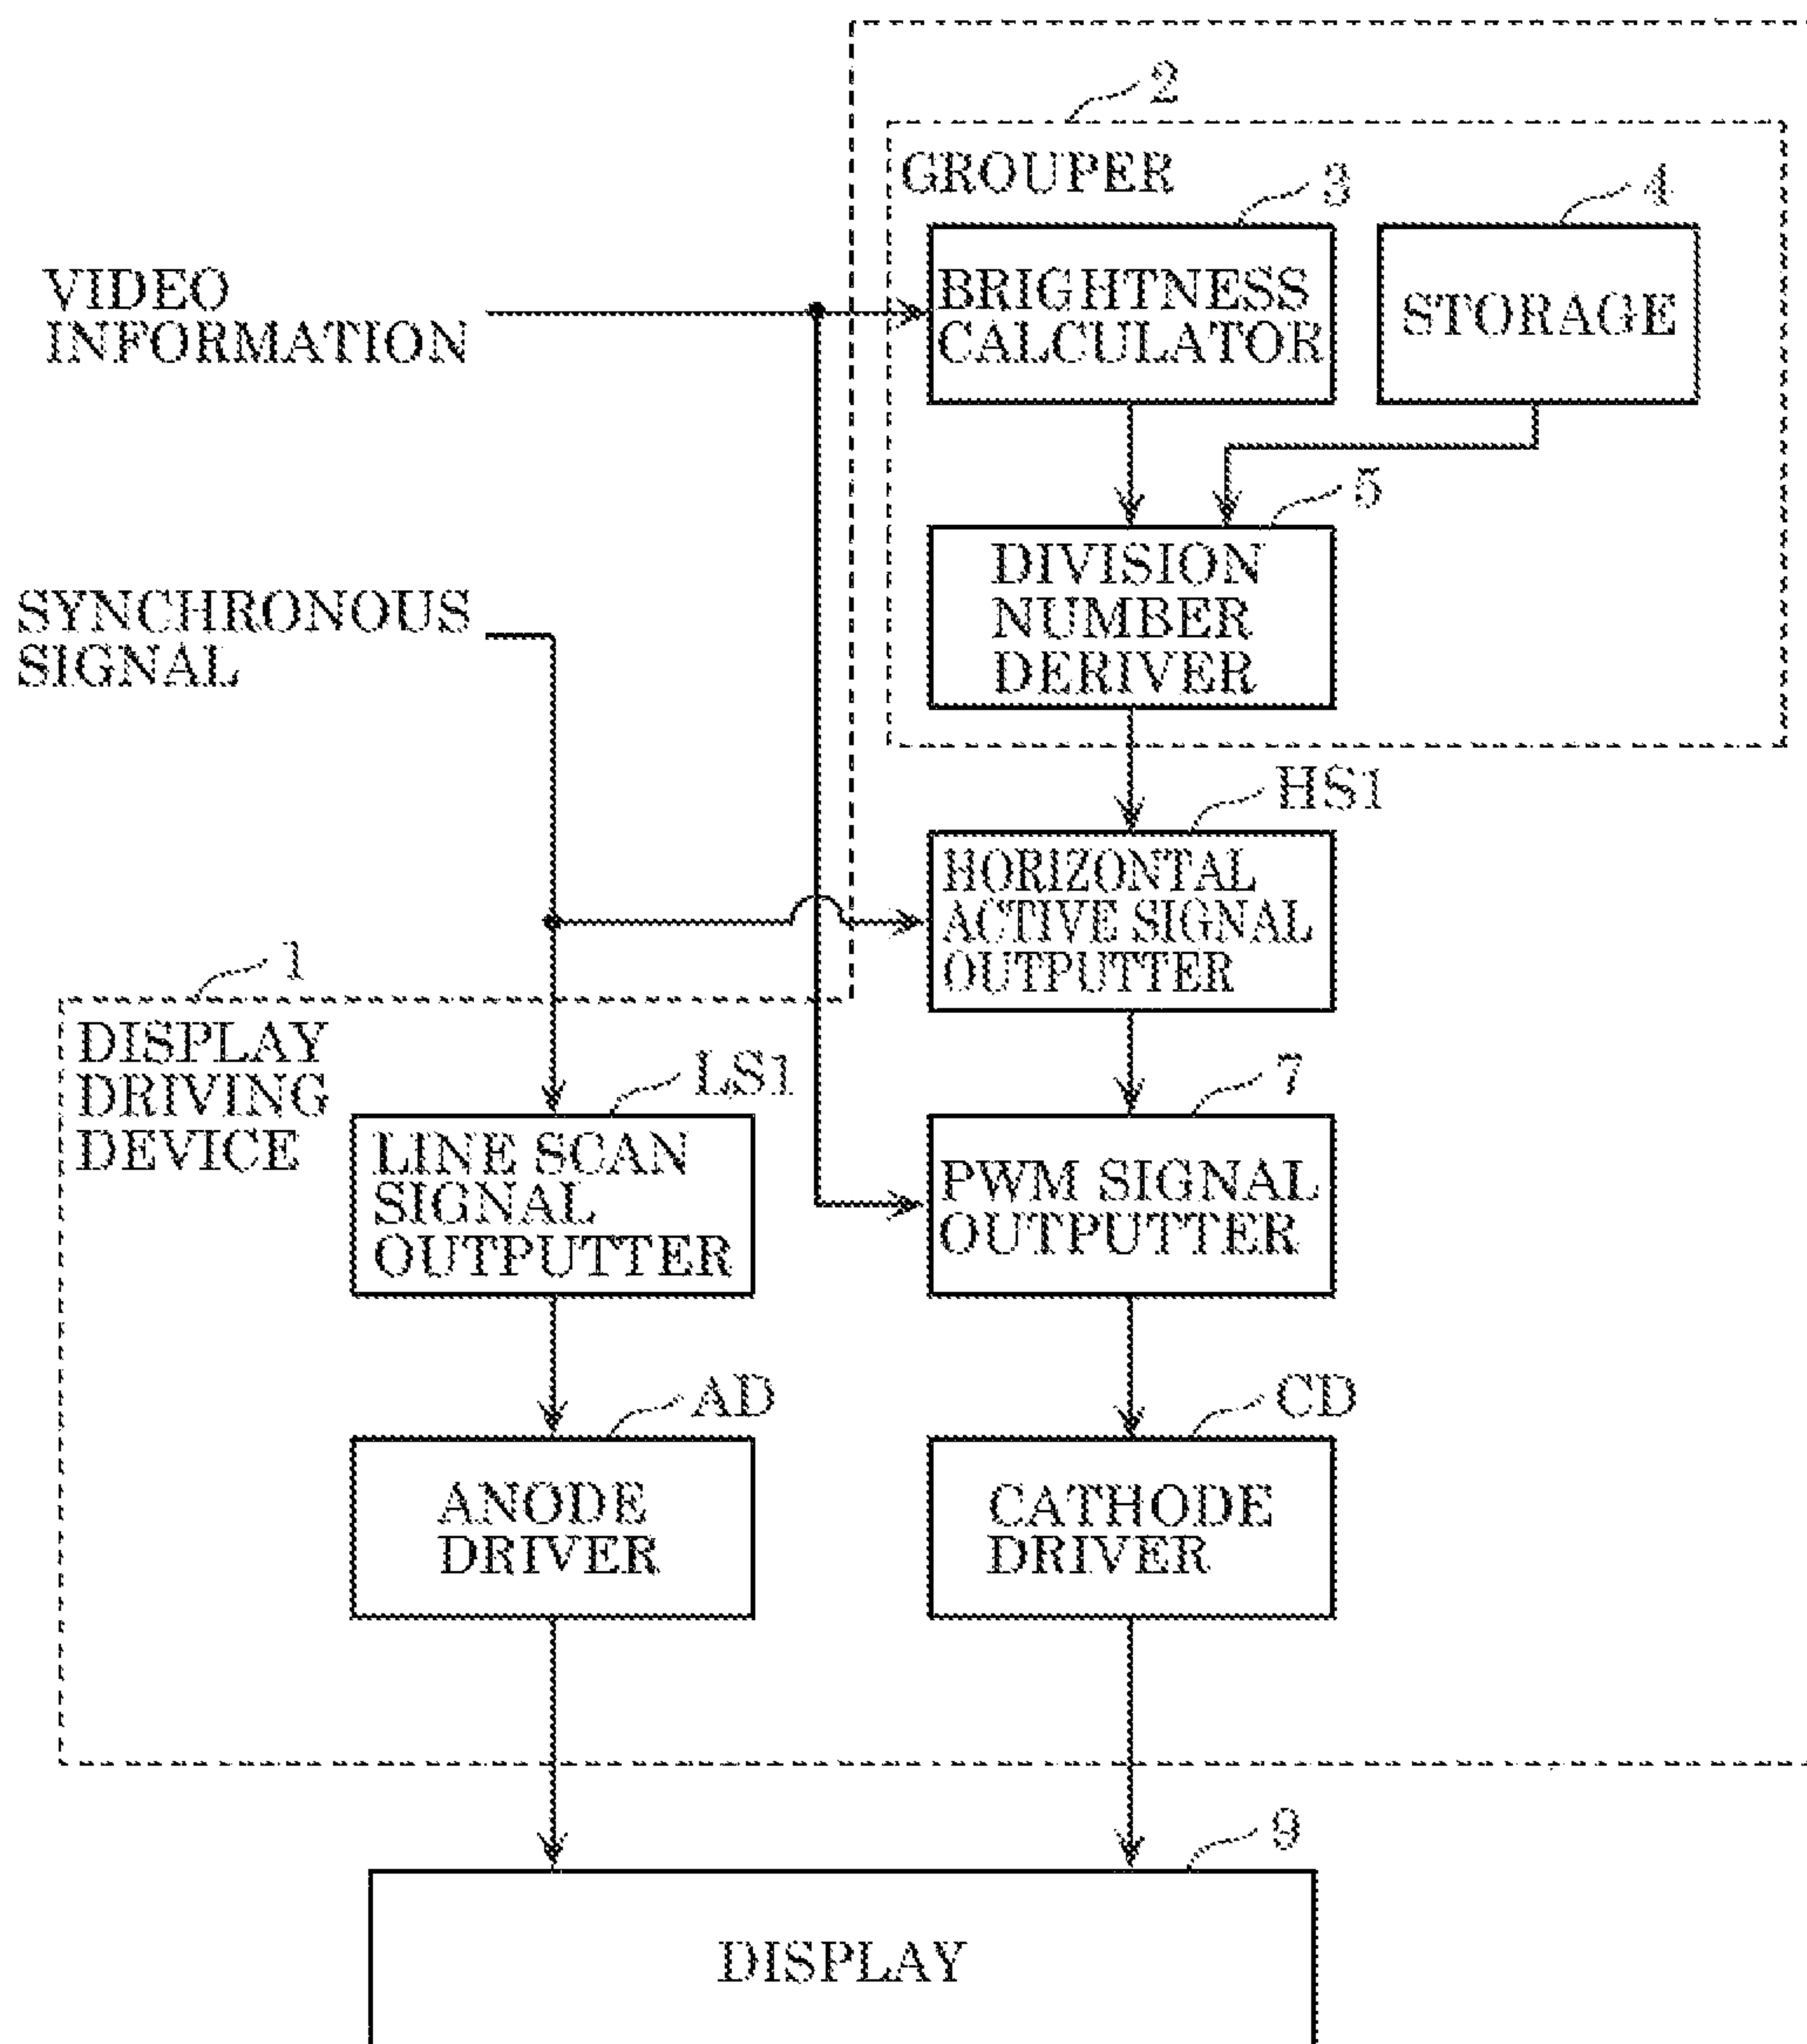 2
GROUPER
3
4
VIDEO
INFORMATION
BRIGHTNESS
CALCULATOR
STORAGE
5
DIVISION
NUMBER
DERIVER
SYNCHRONOUS
SIGNAL
HS1
HORIZONTAL
ACTIVE SIGNAL
OUTPUTTER
1
DISPLAY
DRIVING
DEVICE
LS1
7
LINE SCAN
SIGNAL
OUTPUTTER
PWM SIGNAL
OUTPUTTER
AD
CD
ANODE
DRIVER
CATHODE
DRIVER
9
DISPLAY